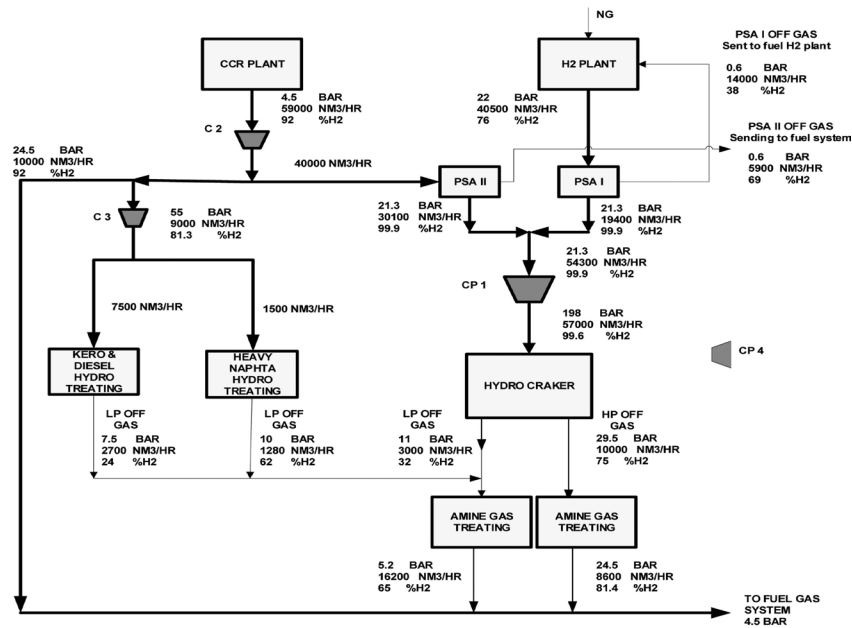 NG
PSA I OFF GAS
Sent to fuel H2 plant
0.6 BAR
14000 NM3/HR
38 %H2
CCR PLANT
H2 PLANT
4.5 BAR
59000 NM3/HR
92 %H2
22 BAR
40500 NM3/HR
76 %H2
C 2
PSA II OFF GAS
Sending to fuel system
0.6 BAR
5900 NM3/HR
69 %H2
24.5 BAR
10000 NM3/HR
92 %H2
40000 NM3/HR
PSA II
PSA I
C 3
55 BAR
9000 NM3/HR
81.3 %H2
21.3 BAR
30100 NM3/HR
99.9 %H2
21.3 BAR
19400 NM3/HR
99.9 %H2
21.3 BAR
54300 NM3/HR
99.9 %H2
CP 1
7500 NM3/HR
1500 NM3/HR
198 BAR
57000 NM3/HR
99.6 %H2
CP 4
KERO &
DIESEL
HYDRO
TREATING
HEAVY
NAPHTA
HYDRO
TREATING
HYDRO CRAKER
LP OFF
GAS
7.5 BAR
2700 NM3/HR
24 %H2
LP OFF
GAS
10 BAR
1280 NM3/HR
62 %H2
LP OFF
GAS
11 BAR
3000 NM3/HR
32 %H2
HP OFF
GAS
29.5 BAR
10000 NM3/HR
75 %H2
AMINE GAS
TREATING
AMINE GAS
TREATING
5.2 BAR
16200 NM3/HR
65 %H2
24.5 BAR
8600 NM3/HR
81.4 %H2
TO FUEL GAS
SYSTEM
4.5 BAR